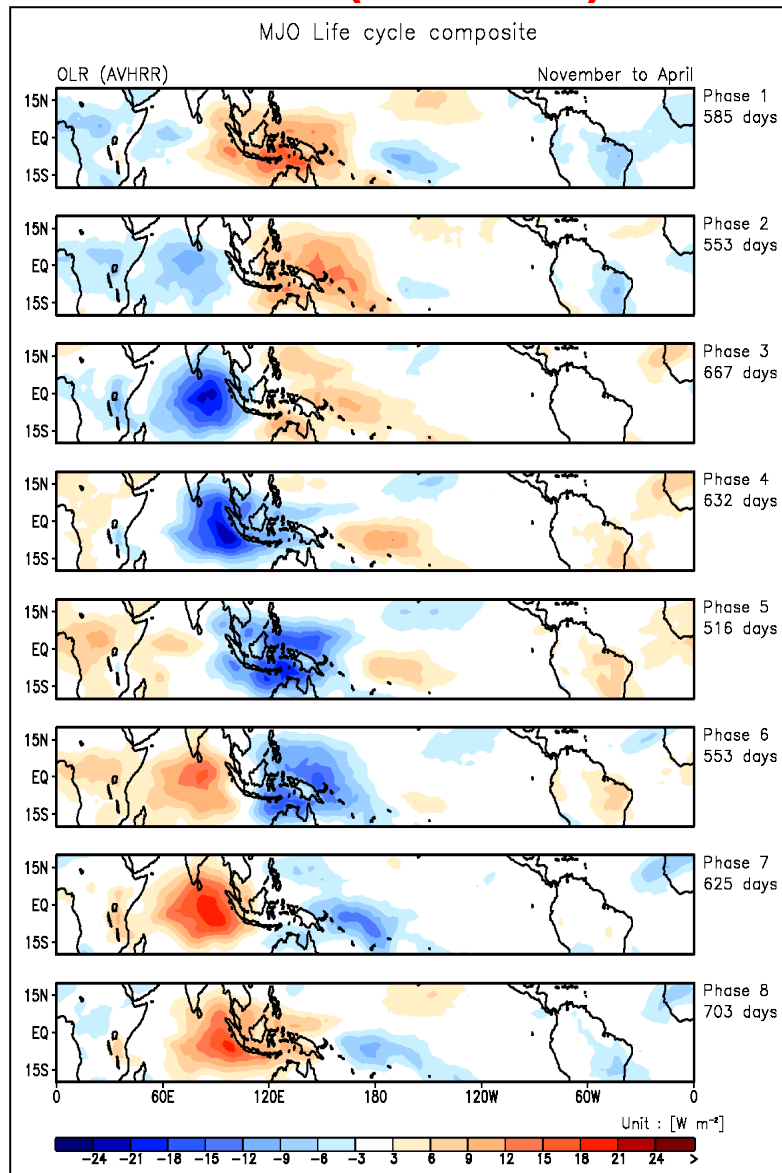 MJO Life cycle composite
OLR (AVHRR) November to April
15N
EQ
15S
Phase 1
585 days
15N
EQ
15S
Phase 2
553 days
15N
EQ
15S
Phase 3
667 days
15N
EQ
15S
Phase 4
632 days
15N
EQ
15S
Phase 5
516 days
15N
EQ
15S
Phase 6
553 days
15N
EQ
15S
Phase 7
625 days
15N
EQ
15S
Phase 8
703 days
0 60E 120E 180 120W 60W 0
Unit : [W m⁻²]
-24 -21 -18 -15 -12 -9 -6 -3 3 6 9 12 15 18 21 24 >